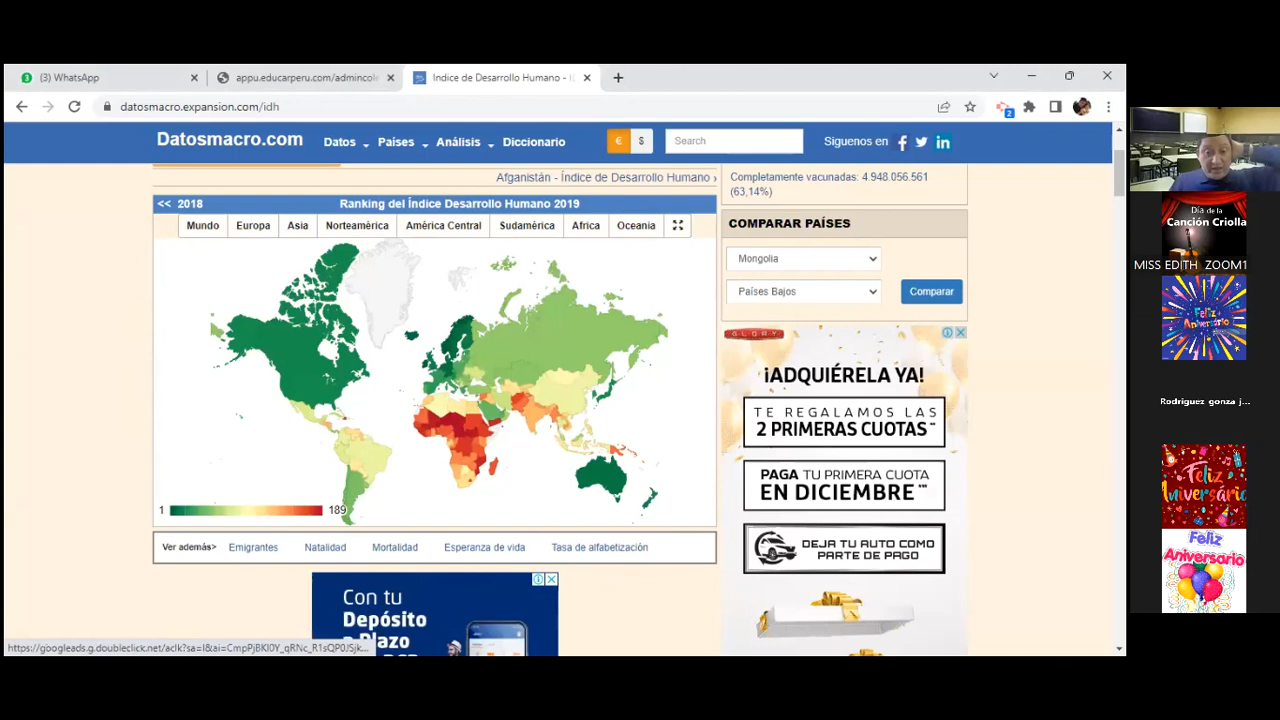 (3) WhatsApp
appu.educarperu.com/admincole
Indice de Desarrollo Humano - I
datosmacro.expansion.com/idh
2
Datosmacro.com
Datos
Países
Análisis
Diccionario
€
$
Search
Siguenos en
Afganistán - Índice de Desarrollo Humano ›
<< 2018
Ranking del Índice Desarrollo Humano 2019
Mundo
Europa
Asia
Norteamérica
América Central
Sudamérica
Africa
Oceania
1
189
Ver además>
Emigrantes
Natalidad
Mortalidad
Esperanza de vida
Tasa de alfabetización
Con tu
Depósito
a Plazo
Completamente vacunadas: 4.948.056.561
(63,14%)
COMPARAR PAÍSES
Mongolia
Países Bajos
Comparar
GLORY
¡ADQUIÉRELA YA!
TE REGALAMOS LAS
2 PRIMERAS CUOTAS
PAGA TU PRIMERA CUOTA
EN DICIEMBRE
DEJA TU AUTO COMO
PARTE DE PAGO
https://googleads.g.doubleclick.net/aclk?sa=l&ai=CmpPjBKl0Y_qRNc_R1sQP0JSjk...
Día de la
Canción Criolla
MISS EDITH ZOOM1
Feliz
Aniversario
Rodriguez gonza j...
Feliz
Aniversário
Feliz
Aniversario